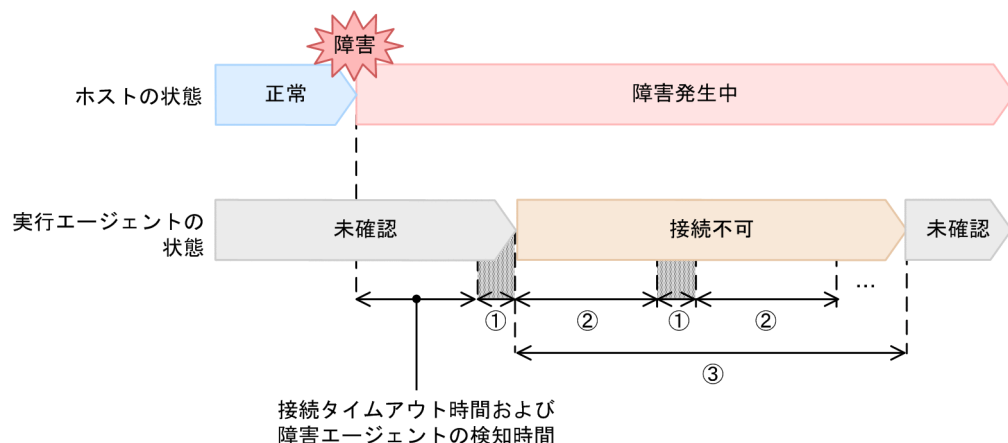 障害
ホストの状態
正常
障害発生中
実行エージェントの
状態
未確認
接続不可
未確認
…
①
②
①
②
③
接続タイムアウト時間および
障害エージェントの検知時間